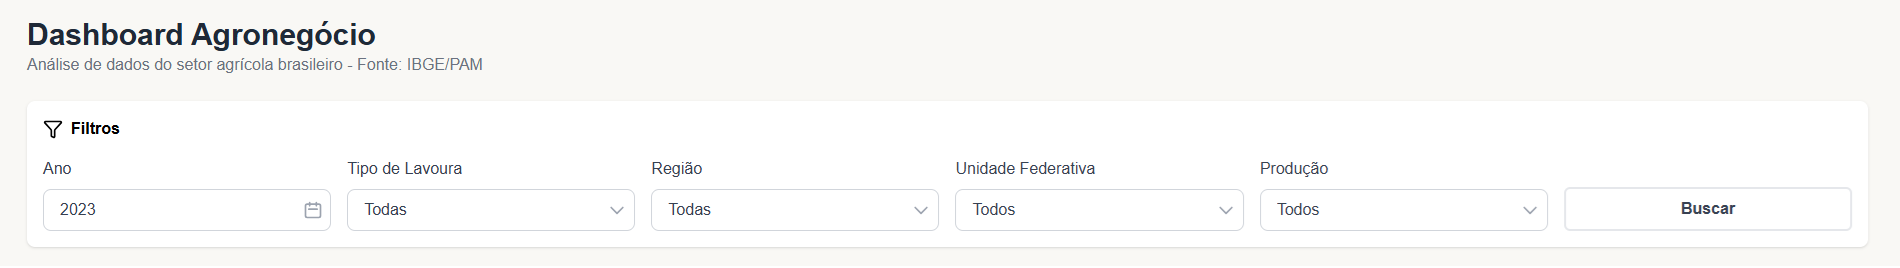 Dashboard Agronegócio
Análise de dados do setor agrícola brasileiro - Fonte: IBGE/PAM
Filtros
Ano
Tipo de Lavoura
Região
Unidade Federativa
Produção
2023
Todas
Todas
Todos
Todos
Buscar